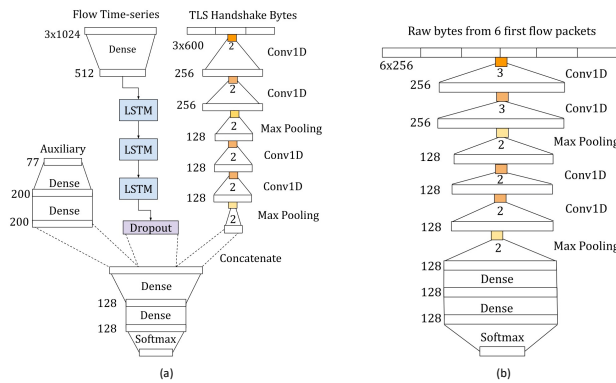 Flow Time-series
3x1024
Dense
512
LSTM
LSTM
LSTM
Dropout
Auxiliary
77
Dense
200
Dense
200
TLS Handshake Bytes
3x600
2
Conv1D
256
2
Conv1D
256
2
Max Pooling
128
2
Conv1D
128
2
Conv1D
128
2
Max Pooling
Concatenate
Dense
128
Dense
128
Softmax
(a)
Raw bytes from 6 first flow packets
6x256
3
Conv1D
256
3
Conv1D
256
2
Max Pooling
128
2
Conv1D
128
2
Conv1D
128
2
Max Pooling
128
Dense
128
Dense
128
Softmax
(b)